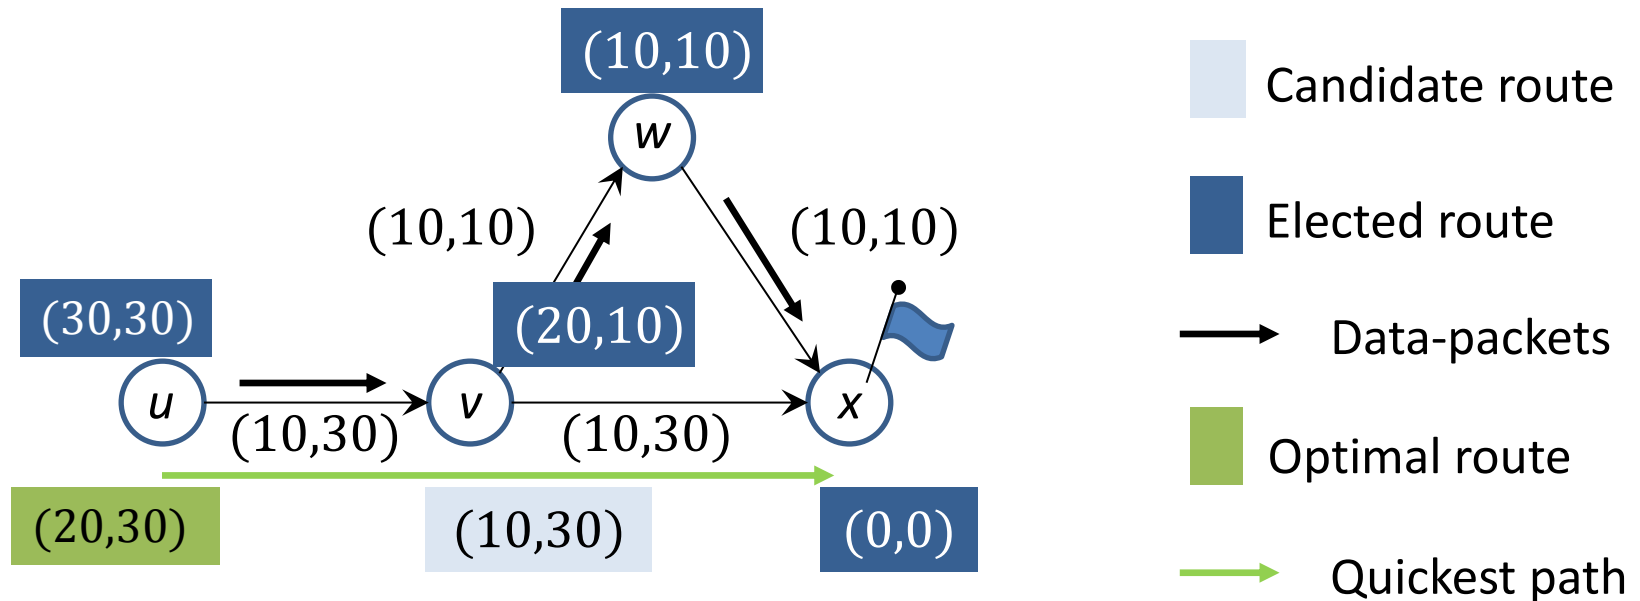 (10,10)
w
(10,10)
(10,10)
(30,30)
(20,10)
u
v
x
(10,30)
(10,30)
(20,30)
(10,30)
(0,0)
Candidate route
Elected route
Data-packets
Optimal route
Quickest path